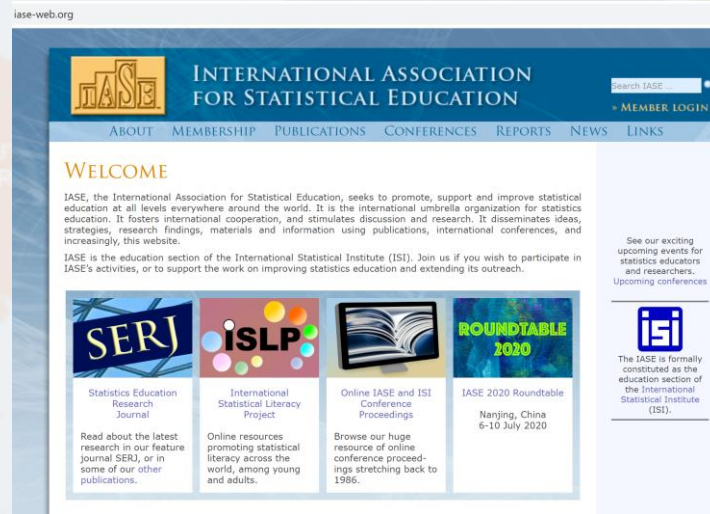 iase-web.org
IASE
INTERNATIONAL ASSOCIATION
FOR STATISTICAL EDUCATION
Search IASE ...
» MEMBER LOGIN
ABOUT MEMBERSHIP PUBLICATIONS CONFERENCES REPORTS NEWS LINKS
WELCOME
IASE, the International Association for Statistical Education, seeks to promote, support and improve statistical
education at all levels everywhere around the world. It is the international umbrella organization for statistics
education. It fosters international cooperation, and stimulates discussion and research. It disseminates ideas,
strategies, research findings, materials and information using publications, international conferences, and
increasingly, this website.
IASE is the education section of the International Statistical Institute (ISI). Join us if you wish to participate in
IASE's activities, or to support the work on improving statistics education and extending its outreach.
SERJ
Statistics Education
Research
Journal
Read about the latest
research in our feature
journal SERJ, or in
some of our other
publications.
ISLP
International
Statistical Literacy
Project
Online resources
promoting statistical
literacy across the
world, among young
and adults.
Online IASE and ISI
Conference
Proceedings
Browse our huge
resource of online
conference proceed-
ings stretching back to
1986.
ROUNDTABLE
2020
IASE 2020 Roundtable
Nanjing, China
6-10 July 2020
See our exciting
upcoming events for
statistics educators
and researchers.
Upcoming conferences
isi
The IASE is formally
constituted as the
education section of
the International
Statistical Institute
(ISI).